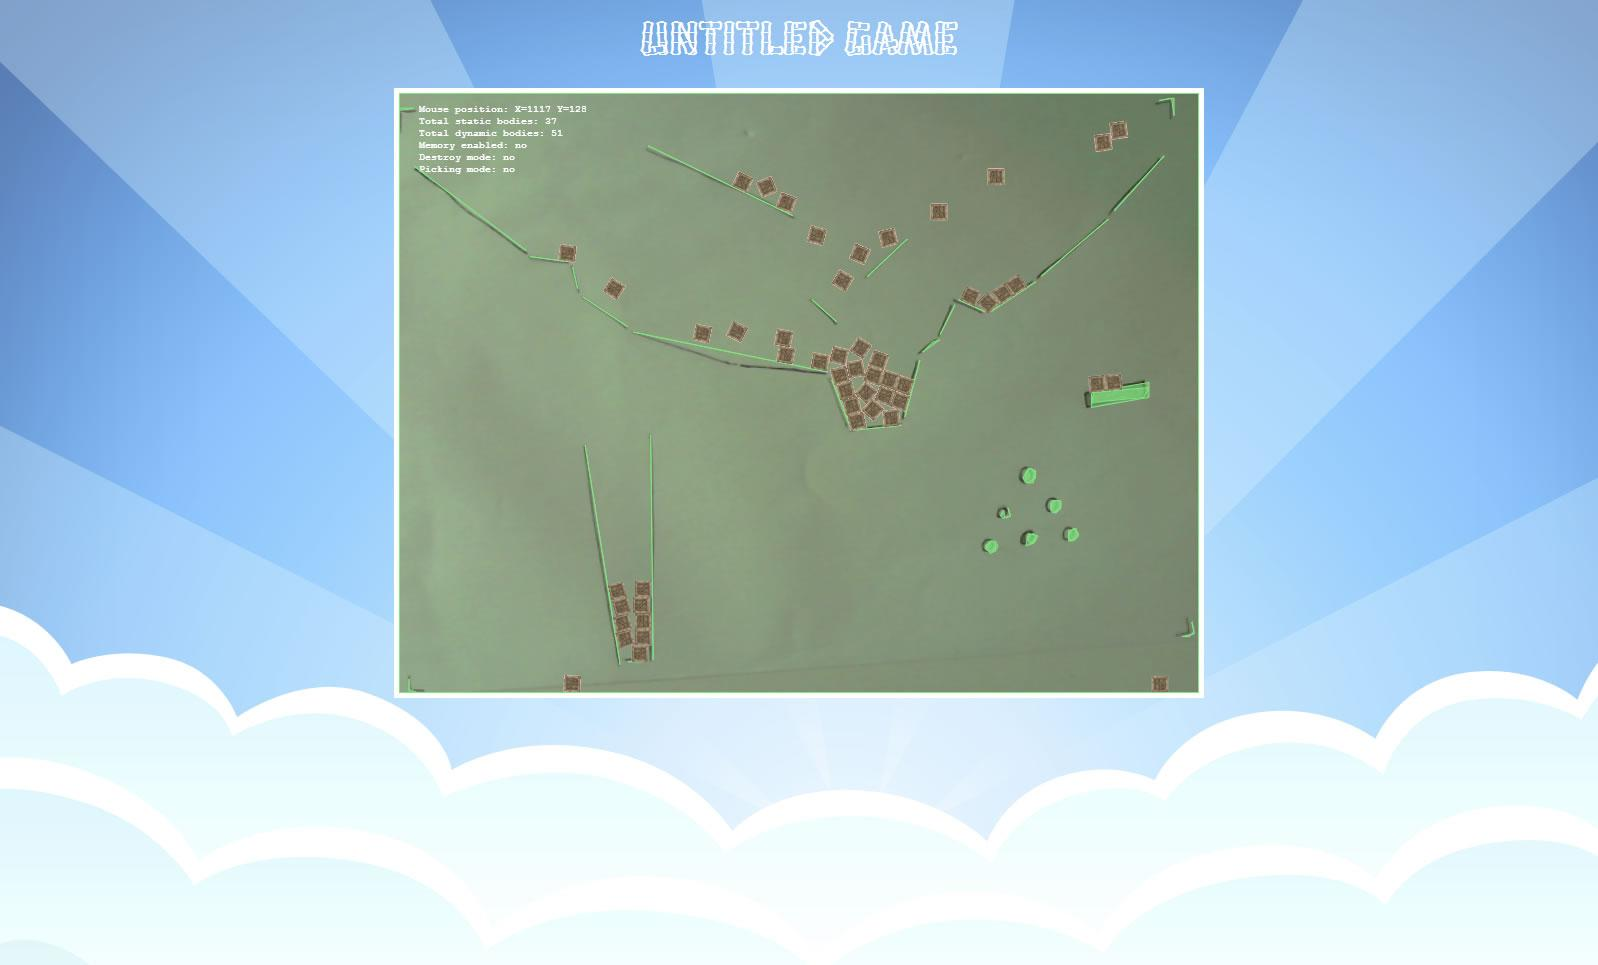 UNTITLED GAME
Mouse position: X=1117 Y=128
Total static bodies: 37
Total dynamic bodies: 51
Memory enabled: no
Destroy mode: no
Picking mode: no